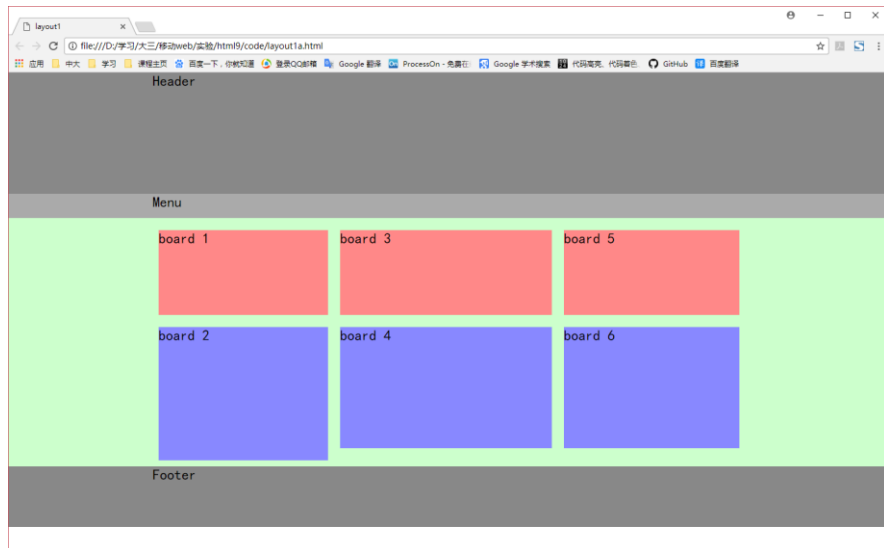 layout1
file:///D:/学习/大三/移动web/实验/html9/code/layout1a.html
应用 中大 学习 课程主页 百度一下，你就知道 登录QQ邮箱 Google 翻译 ProcessOn - 免费在 Google 学术搜索 代码高亮，代码着色 GitHub 百度翻译
Header
Menu
board 1 board 3 board 5
board 2 board 4 board 6
Footer